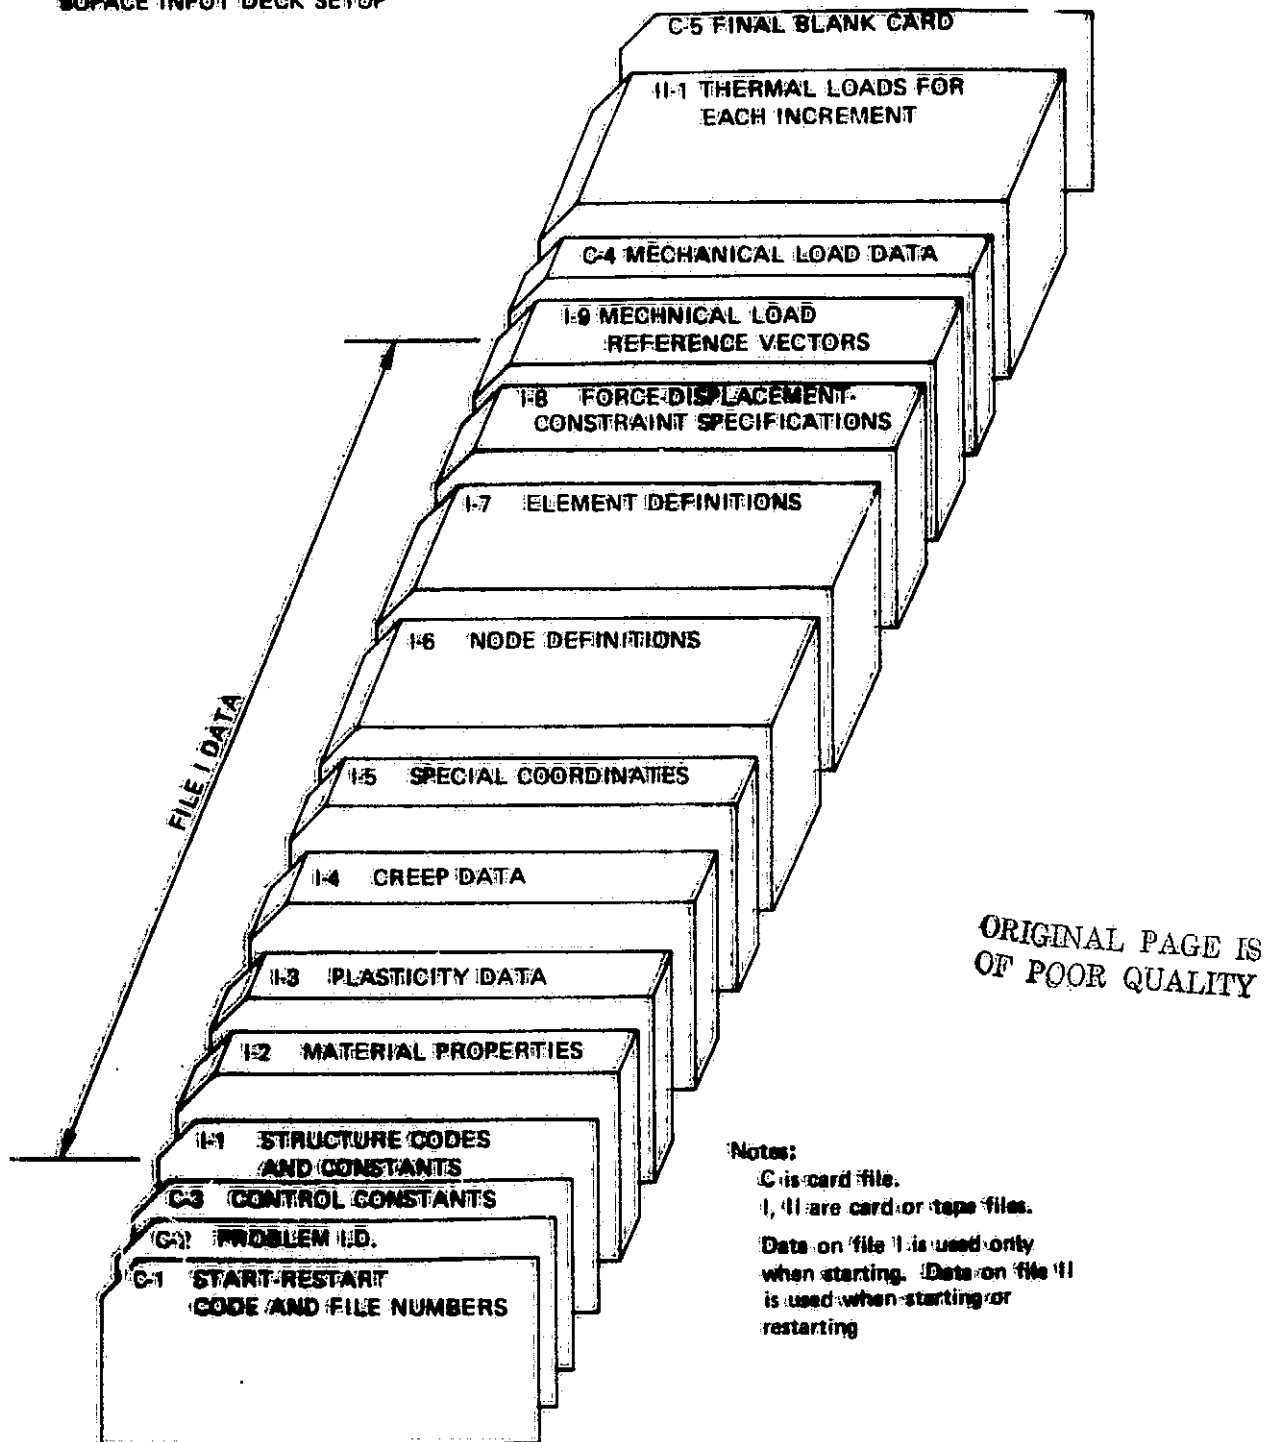 BOPACE INPUT DECK SETUP
C-5 FINAL BLANK CARD
II-1 THERMAL LOADS FOR
EACH INCREMENT
C-4 MECHANICAL LOAD DATA
I-9 MECHNICAL LOAD
REFERENCE VECTORS
I-8 FORCE-DISPLACEMENT-
CONSTRAINT SPECIFICATIONS
I-7 ELEMENT DEFINITIONS
I-6 NODE DEFINITIONS
I-5 SPECIAL COORDINATES
I-4 CREEP DATA
I-3 PLASTICITY DATA
I-2 MATERIAL PROPERTIES
I-1 STRUCTURE CODES
AND CONSTANTS
C-3 CONTROL CONSTANTS
C-2 PROBLEM I.D.
C-1 START-RESTART
CODE AND FILE NUMBERS
FILE I DATA
ORIGINAL PAGE IS
OF POOR QUALITY
Notes:
C is card file.
I, II are card or tape files.
Data on file I is used only
when starting. Data on file II
is used when starting or
restarting